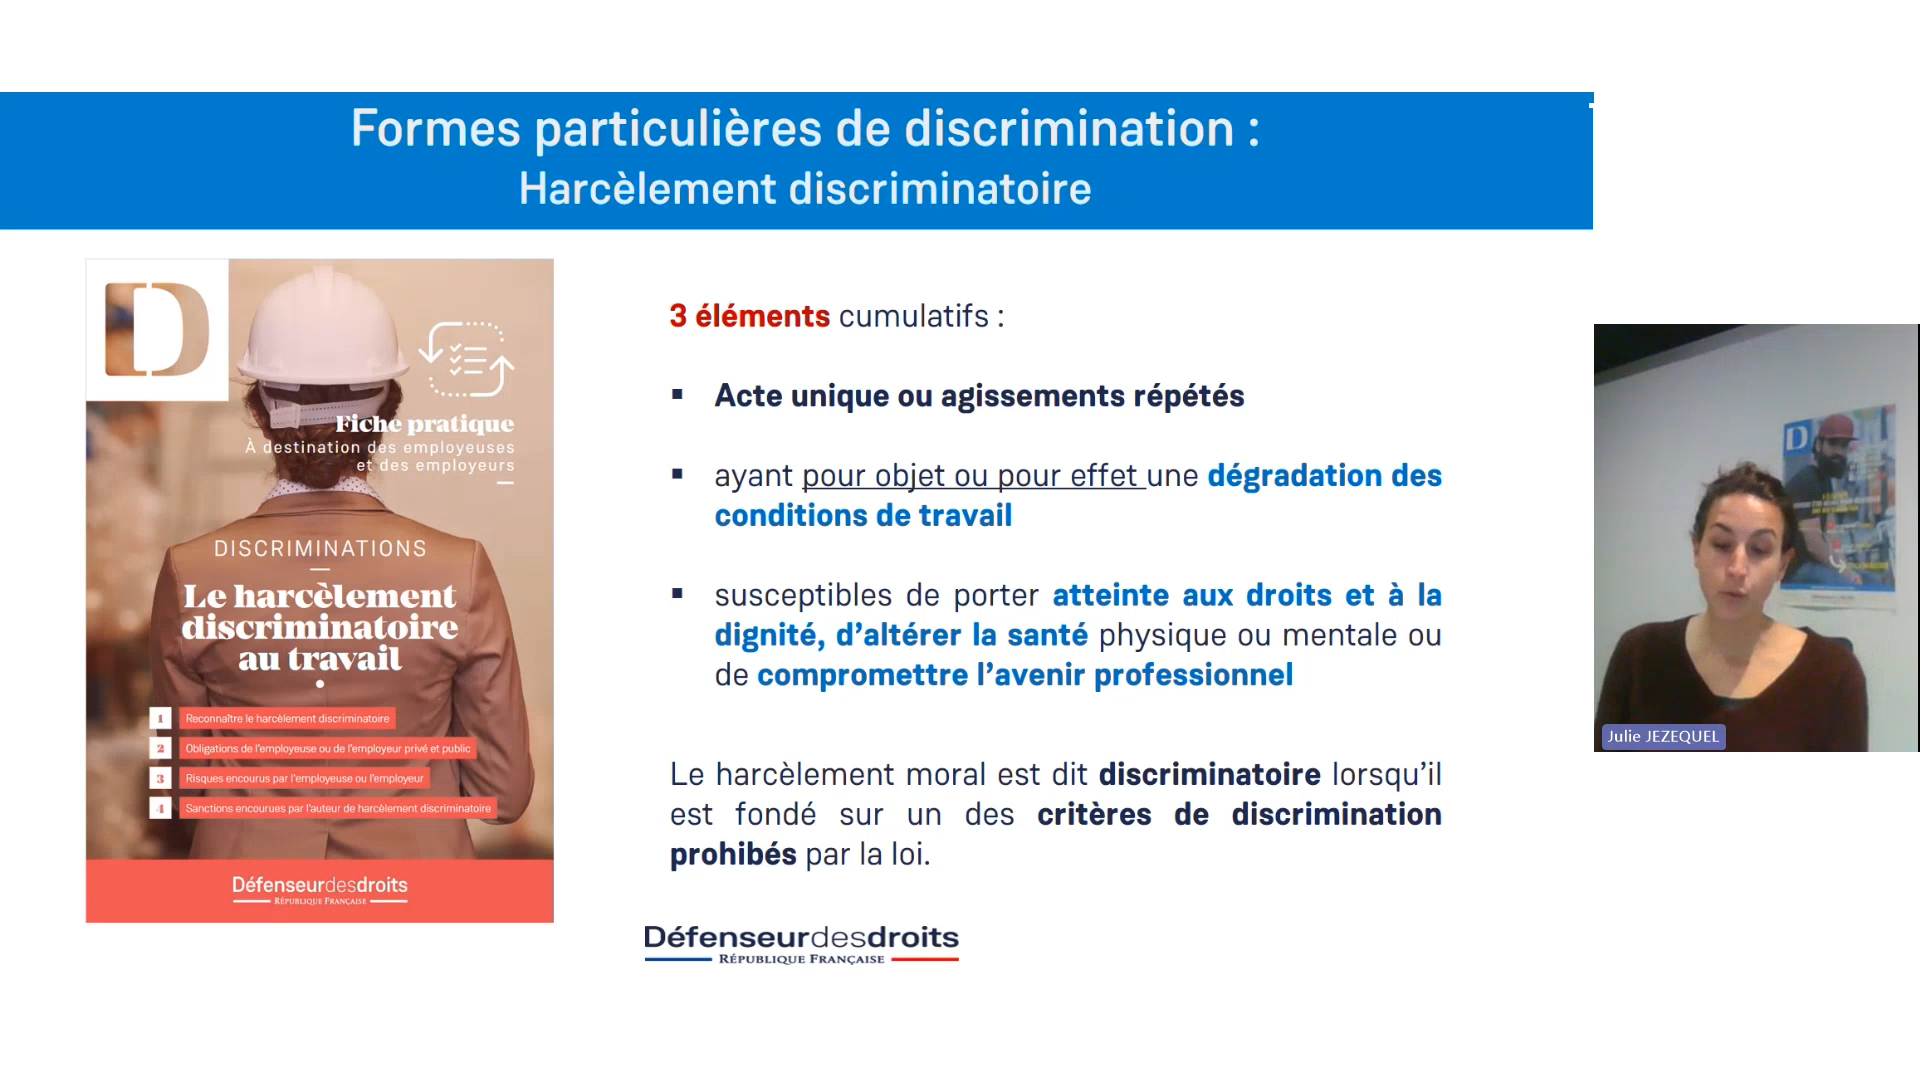 Formes particulières de discrimination :
Harcèlement discriminatoire
D
Fiche pratique
À destination des employeuses
et des employeurs
DISCRIMINATIONS
Le harcèlement
discriminatoire
au travail
1 Reconnaître le harcèlement discriminatoire
2 Obligations de l'employeuse ou de l'employeur privé et public
3 Risques encourus par l'employeuse ou l'employeur
4 Sanctions encourues par l'auteur de harcèlement discriminatoire
Défenseurdesdroits
RÉPUBLIQUE FRANÇAISE
3 éléments cumulatifs :
▪ Acte unique ou agissements répétés
▪ ayant pour objet ou pour effet une dégradation des
conditions de travail
▪ susceptibles de porter atteinte aux droits et à la
dignité, d'altérer la santé physique ou mentale ou
de compromettre l'avenir professionnel
Le harcèlement moral est dit discriminatoire lorsqu'il
est fondé sur un des critères de discrimination
prohibés par la loi.
Défenseurdesdroits
RÉPUBLIQUE FRANÇAISE
D
Julie JEZEQUEL